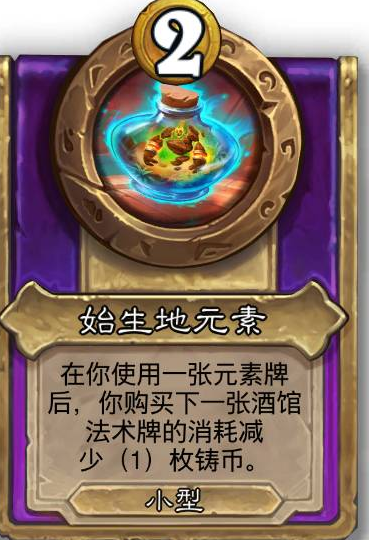 2
始生地元素
在你使用一张元素牌
后，你购买下一张酒馆
法术牌的消耗减
少（1）枚铸币。
小型